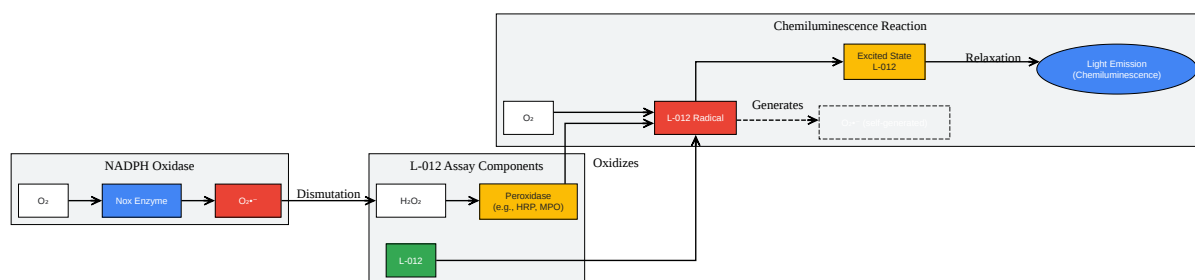 Chemiluminescence Reaction
Excited State
L-012
Relaxation
Light Emission
(Chemiluminescence)
O₂
L-012 Radical
Generates
NADPH Oxidase
L-012 Assay Components
Oxidizes
O₂
Nox Enzyme
O₂•⁻
Dismutation
H₂O₂
Peroxidase
(e.g., HRP, MPO)
L-012